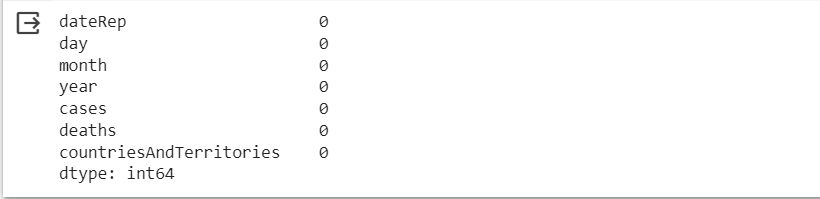 dateRep 0
day 0
month 0
year 0
cases 0
deaths 0
countriesAndTerritories 0
dtype: int64